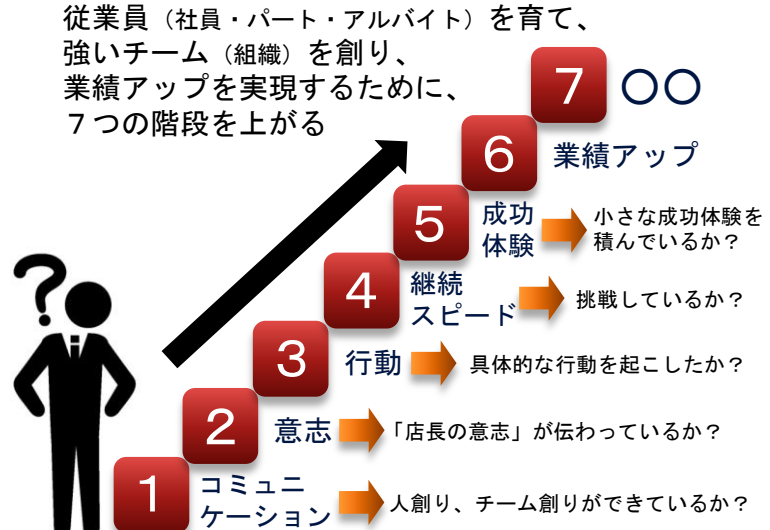 従業員（社員・パート・アルバイト）を育て、
強いチーム（組織）を創り、
業績アップを実現するために、
７つの階段を上がる
7 〇〇
6 業績アップ
5 成功
体験
小さな成功体験を
積んでいるか？
4 継続
スピード
挑戦しているか？
3 行動
具体的な行動を起こしたか？
2 意志
「店長の意志」が伝わっているか？
1 コミュニ
ケーション
人創り、チーム創りができているか？
?